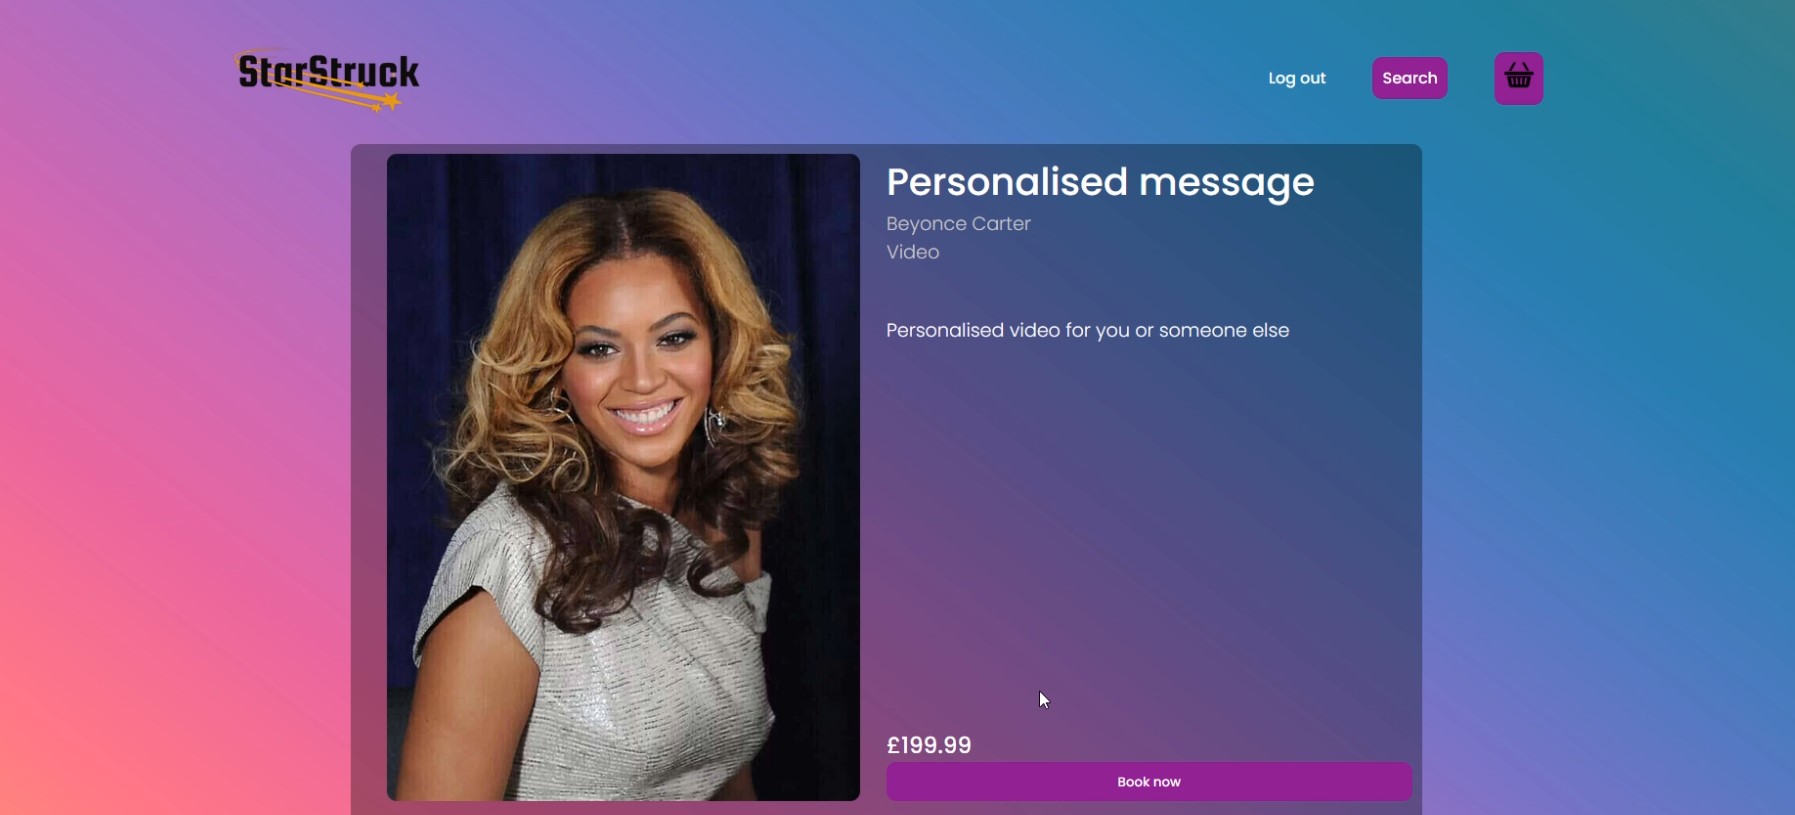 StarStruck
Log out
Search
Personalised message
Beyonce Carter
Video
Personalised video for you or someone else
£199.99
Book now